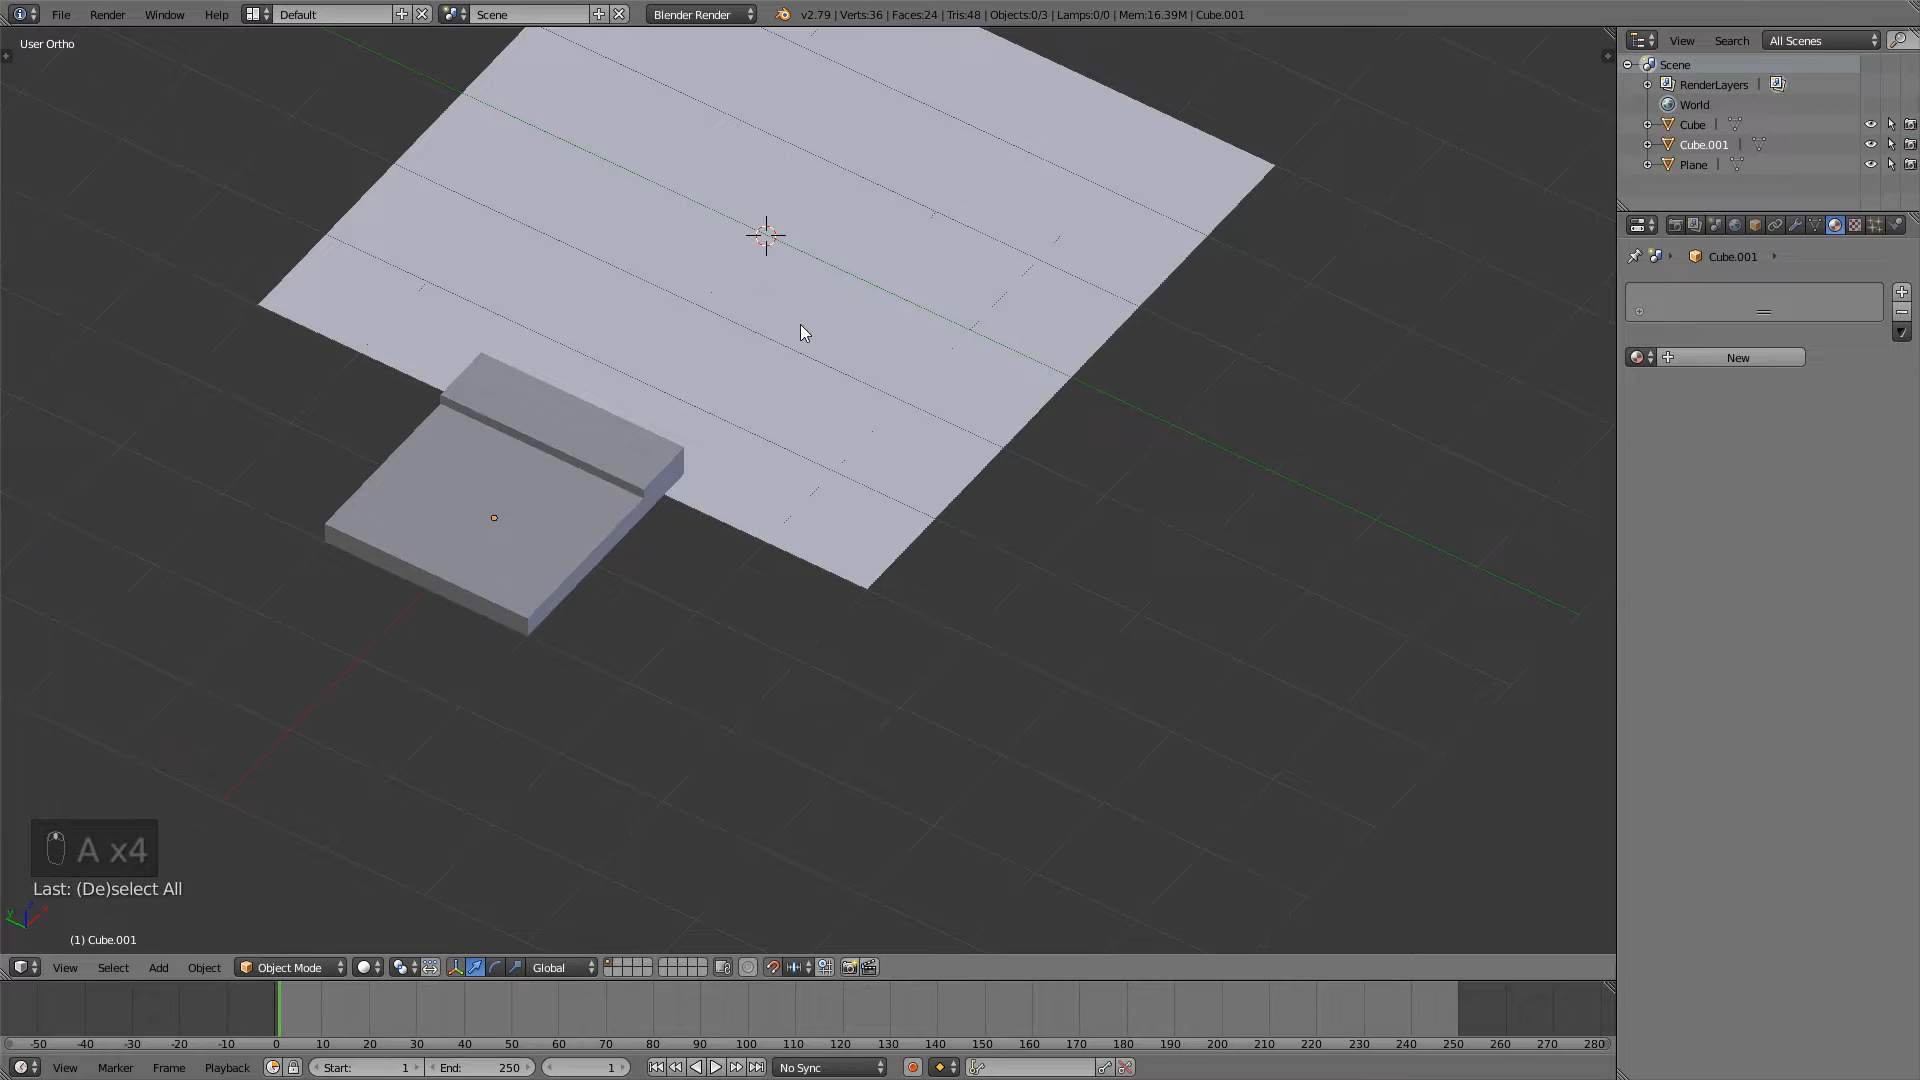 File Render Window Help Default Scene Blender Render v2.79 | Verts:36 | Faces:24 | Tris:48 | Objects:0/3 | Lamps:0/0 | Mem:16.39M | Cube.001
User Ortho
View Search All Scenes
Scene
RenderLayers |
World
Cube |
Cube.001 |
Plane |
Cube.001
New
A x4
Last: (De)select All
z
y x
(1) Cube.001
View Select Add Object Object Mode Global
-50 -40 -30 -20 -10 0 10 20 30 40 50 60 70 80 90 100 110 120 130 140 150 160 170 180 190 200 210 220 230 240 250 260 270 280
View Marker Frame Playback Start: 1 End: 250 1 No Sync